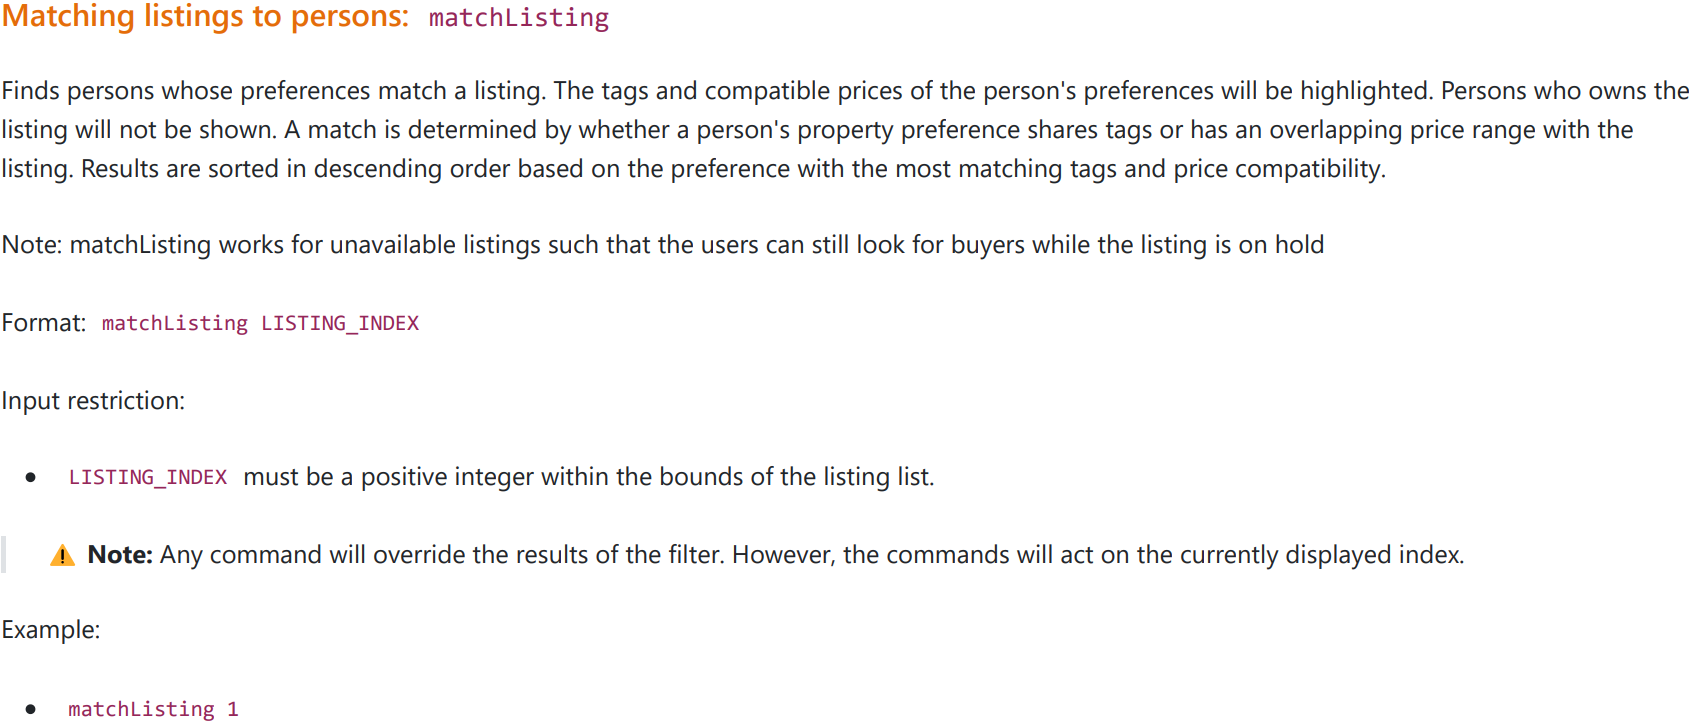 Matching listings to persons: matchListing
Finds persons whose preferences match a listing. The tags and compatible prices of the person's preferences will be highlighted. Persons who owns the
listing will not be shown. A match is determined by whether a person's property preference shares tags or has an overlapping price range with the
listing. Results are sorted in descending order based on the preference with the most matching tags and price compatibility.
Note: matchListing works for unavailable listings such that the users can still look for buyers while the listing is on hold
Format: matchListing LISTING_INDEX
Input restriction:
• LISTING_INDEX must be a positive integer within the bounds of the listing list.
⚠ Note: Any command will override the results of the filter. However, the commands will act on the currently displayed index.
Example:
• matchListing 1